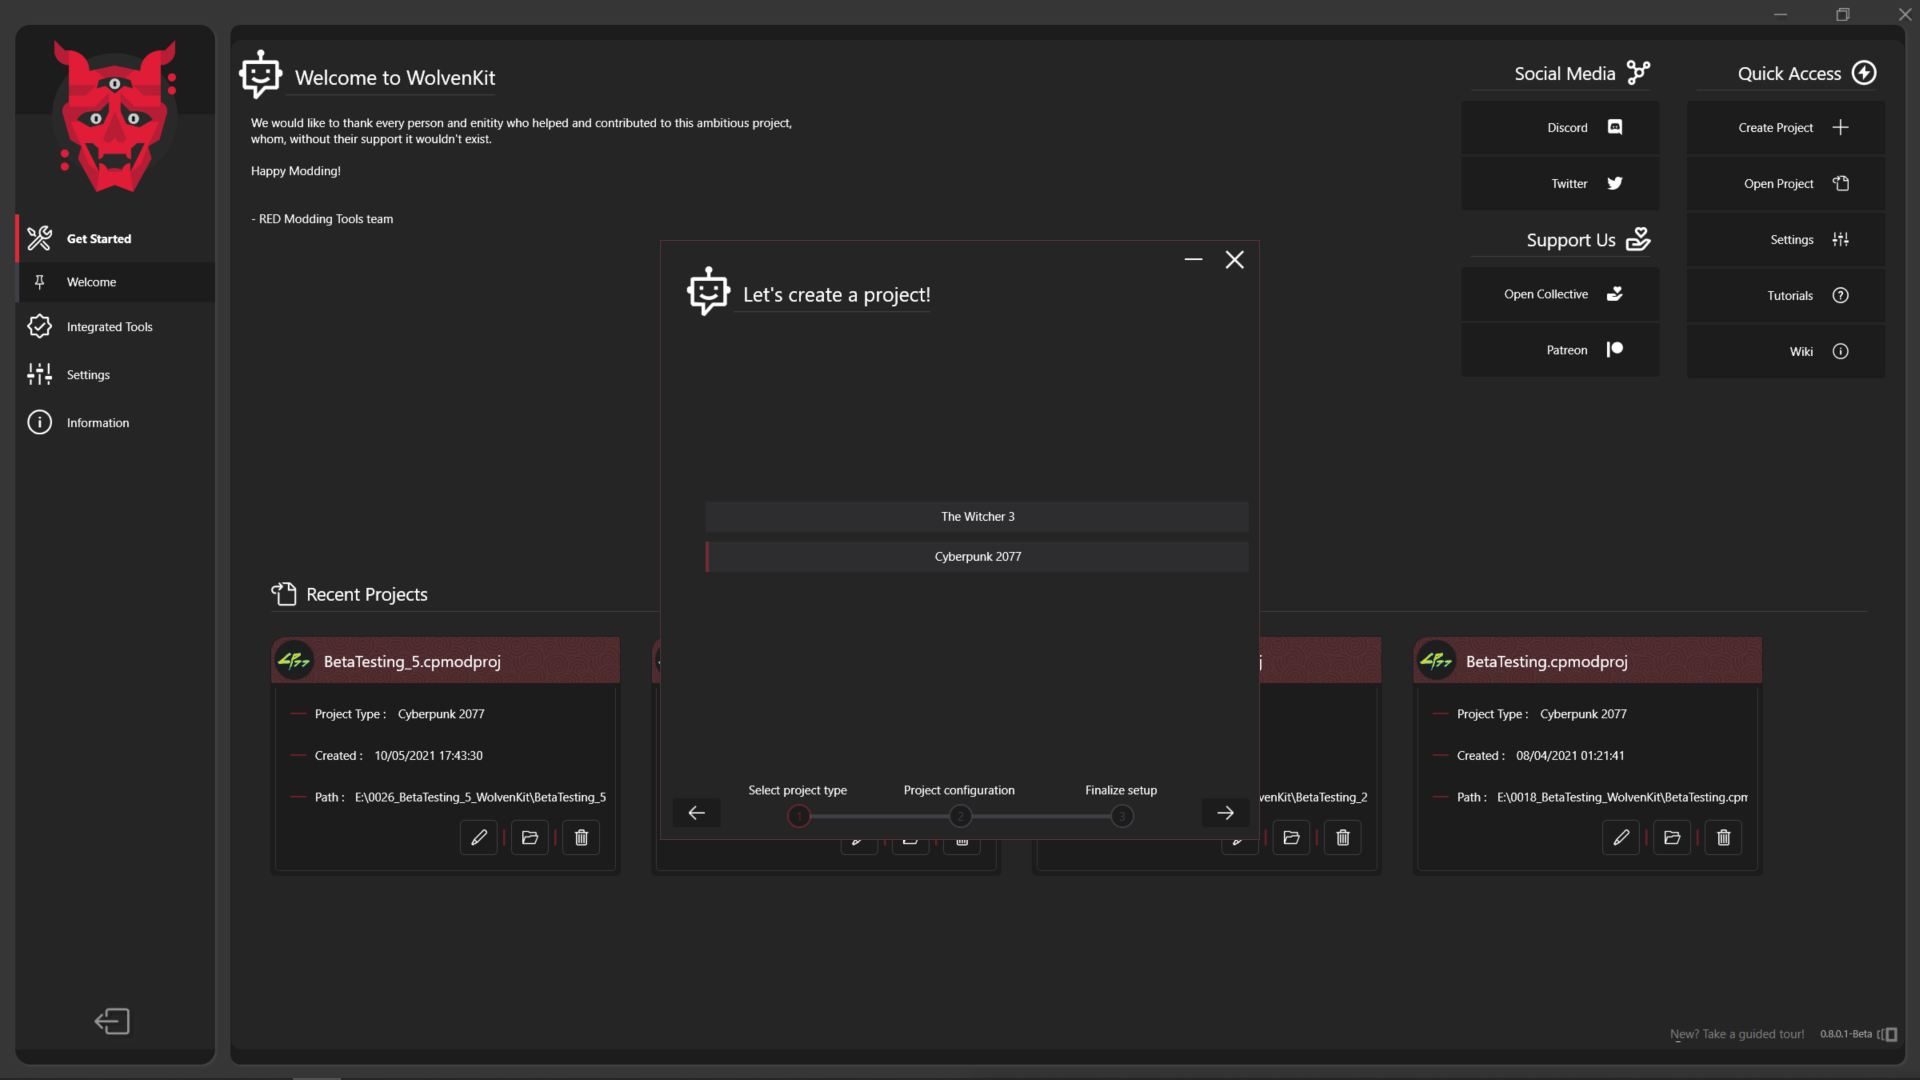 Welcome to WolvenKit
We would like to thank every person and enitity who helped and contributed to this ambitious project,
whom, without their support it wouldn't exist.
Happy Modding!
- RED Modding Tools team
Get Started
Welcome
Integrated Tools
Settings
Information
Social Media
Discord
Twitter
Support Us
Open Collective
Patreon
Quick Access
Create Project
Open Project
Settings
Tutorials
Wiki
Let's create a project!
The Witcher 3
Cyberpunk 2077
Select project type
Project configuration
Finalize setup
1
2
3
Recent Projects
BetaTesting_5.cpmodproj
Project Type : Cyberpunk 2077
Created : 10/05/2021 17:43:30
Path : E:\0026_BetaTesting_5_WolvenKit\BetaTesting_5
venKit\BetaTesting_2
BetaTesting.cpmodproj
Project Type : Cyberpunk 2077
Created : 08/04/2021 01:21:41
Path : E:\0018_BetaTesting_WolvenKit\BetaTesting.cpm
New? Take a guided tour!
0.8.0.1-Beta